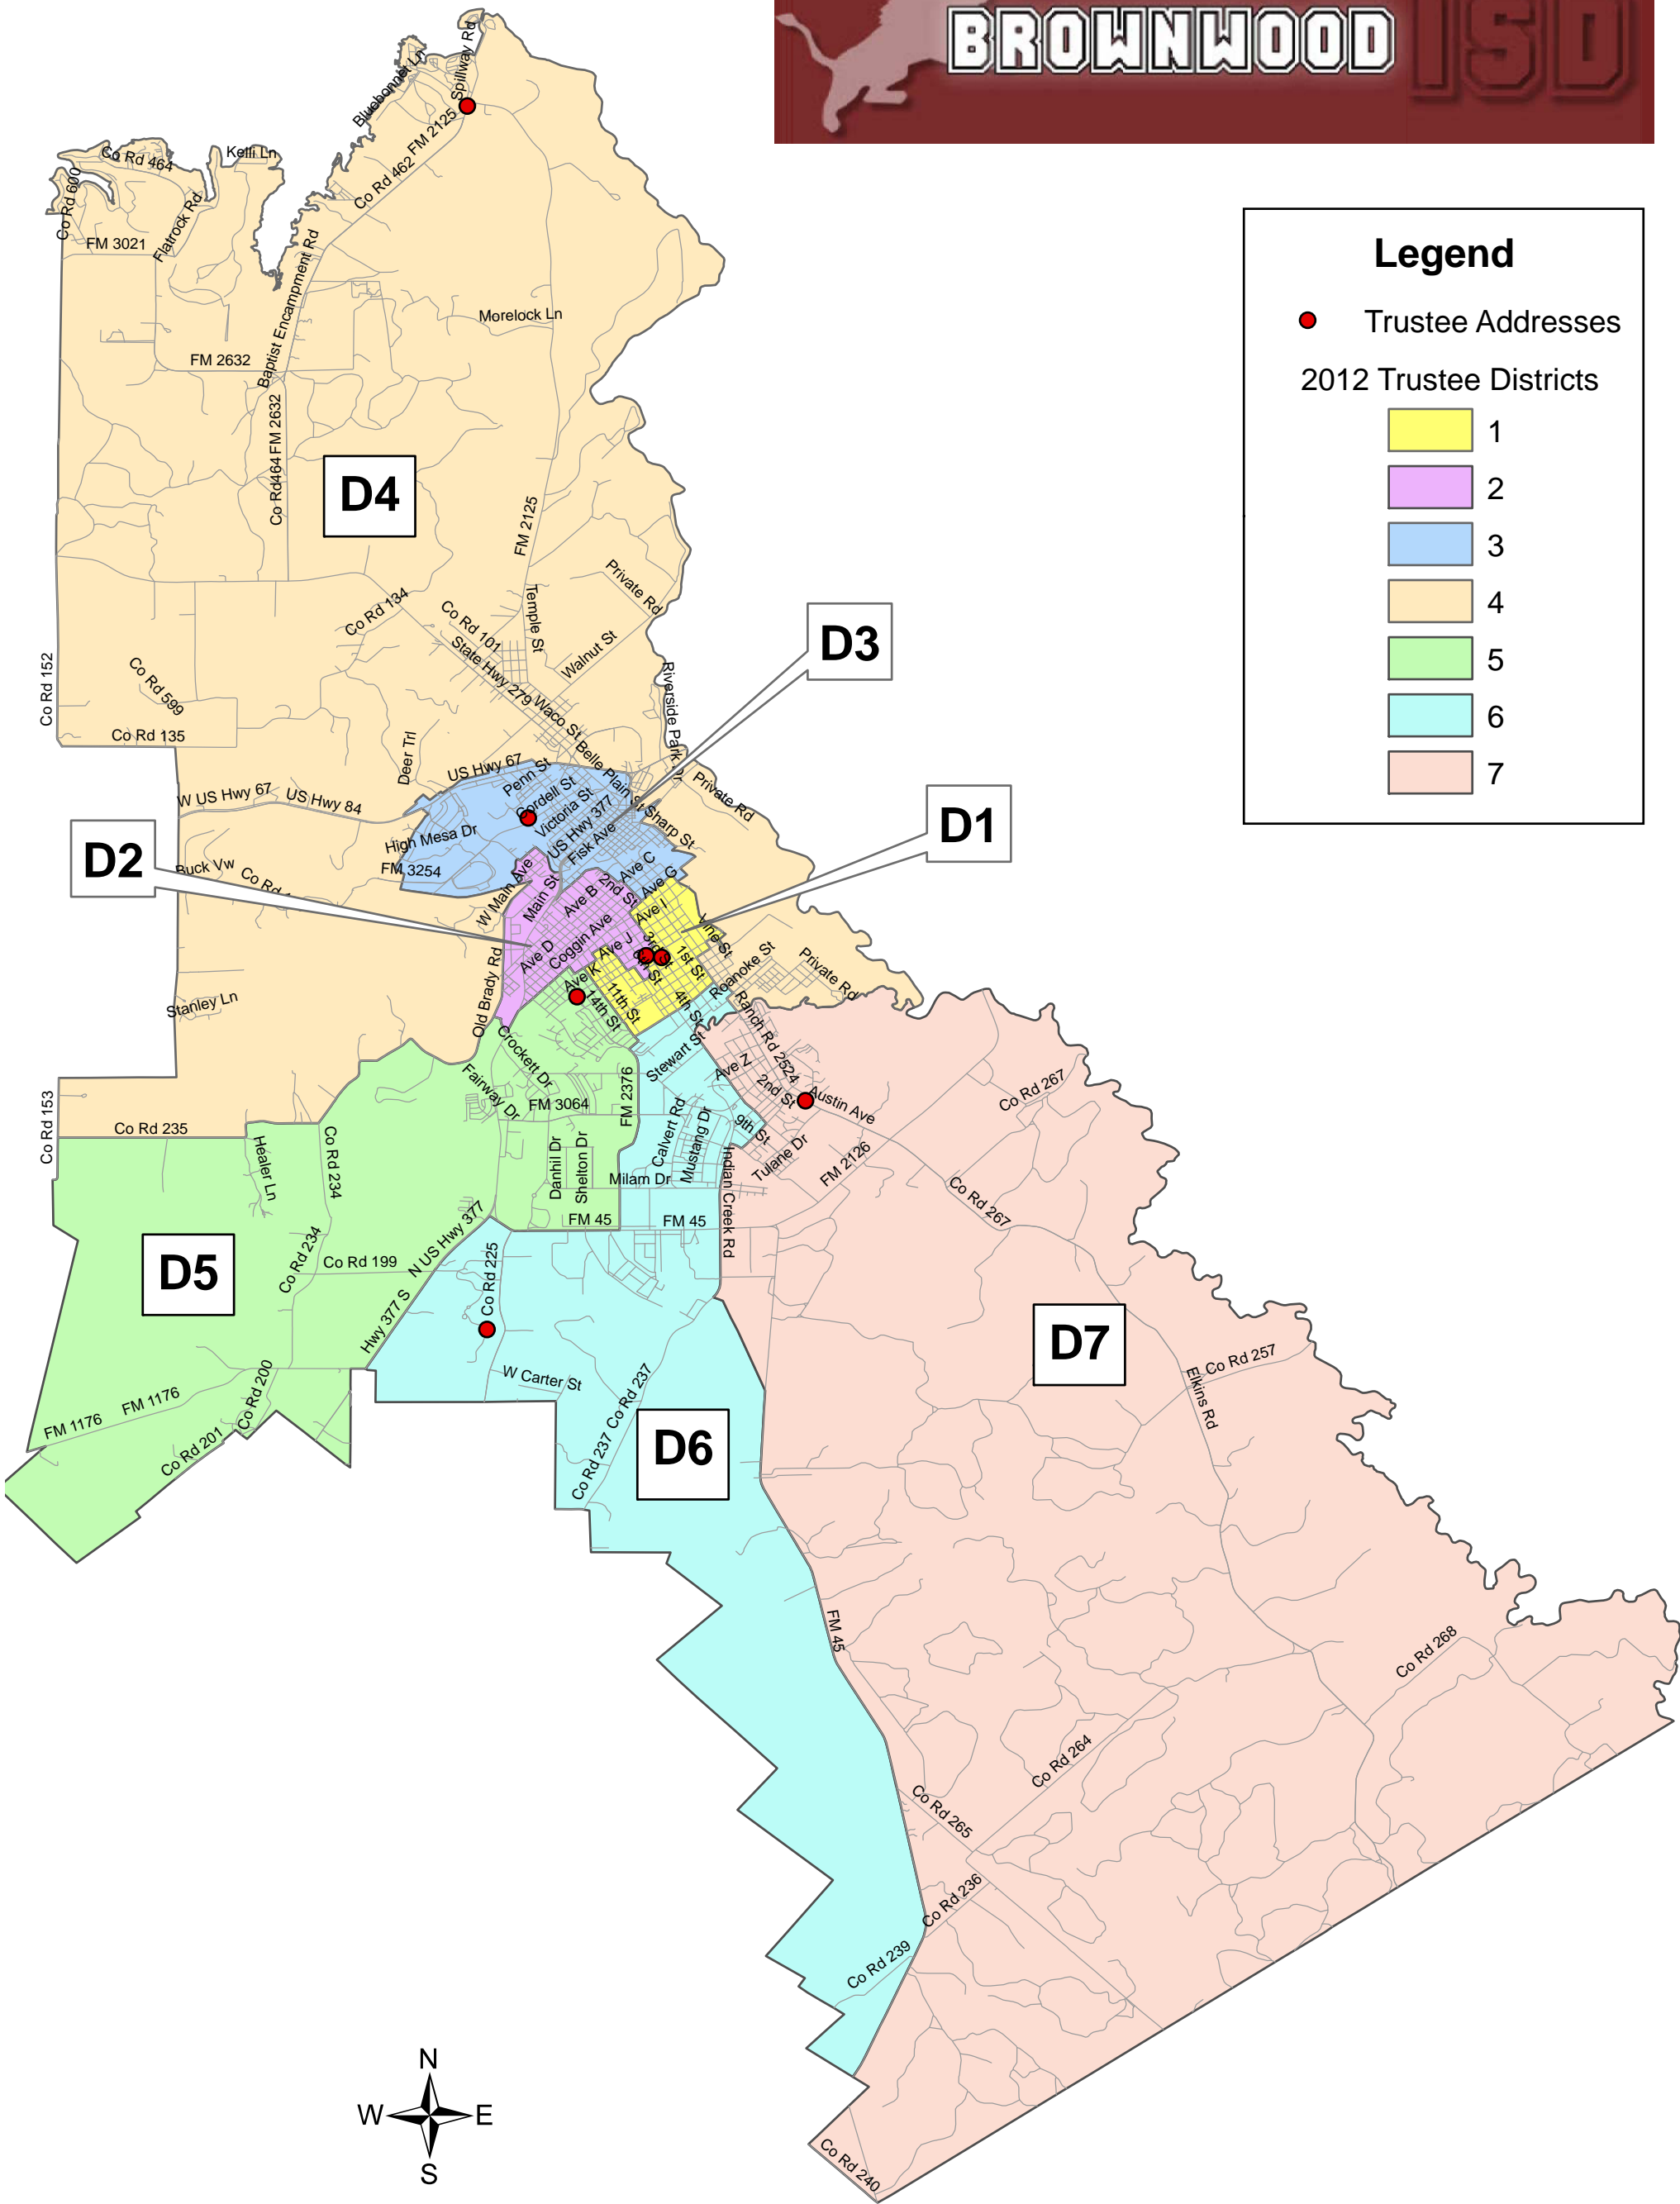 BROWNWOOD ISD
Legend
Trustee Addresses
2012 Trustee Districts
1
2
3
4
5
6
7
Spillway Rd
Bluebonnet Ln
FM 2125
Co Rd 462
Co Rd 464
Kelli Ln
Co Rd 600
Flatrock Rd
FM 3021
Baptist Encampment Rd
Morelock Ln
FM 2632
FM 2632
Co Rd464
D4
FM 2125
Private Rd
Co Rd 134
Co Rd 101
Temple St
State Hwy 279
Walnut St
D3
Co Rd 152
Co Rd 599
Riverside Park Dr
Waco St
Co Rd 135
Deer Trl
Belle Plain St
US Hwy 67
Penn St
Private Rd
W US Hwy 67
US Hwy 84
Cordell St
Victoria St
US Hwy 377
Sharp St
D1
High Mesa Dr
Fisk Ave
D2
Buck Vw
Co Rd
FM 3254
W Main Ave
Ave C
Ave G
Main St
Ave B
2nd St
Ave I
Vine St
Coggin Ave
Ave D
Ave J
3rd St
1st St
Roanoke St
Private Rd
Ave K
11th St
14th St
4th St
Stanley Ln
Old Brady Rd
Ranch Rd 2524
Crockett Dr
Stewart St
Ave Z
2nd St
Austin Ave
Co Rd 267
Fairway Dr
FM 3064
FM 2376
Co Rd 153
Co Rd 235
Calvert Rd
Mustang Dr
9th St
Healer Ln
Co Rd 234
Danhil Dr
Shelton Dr
Tulane Dr
FM 2126
Milam Dr
Indian Creek Rd
Co Rd 267
FM 45
FM 45
N US Hwy 377
D5
Co Rd 234
Co Rd 199
Co Rd 225
Hwy 377 S
D7
Co Rd 257
Elkins Rd
W Carter St
Co Rd 200
Co Rd 237
FM 1176
FM 1176
Co Rd 201
D6
Co Rd 237
FM 45
Co Rd 268
Co Rd 264
Co Rd 265
Co Rd 236
Co Rd 239
Co Rd 240
N
W
E
S